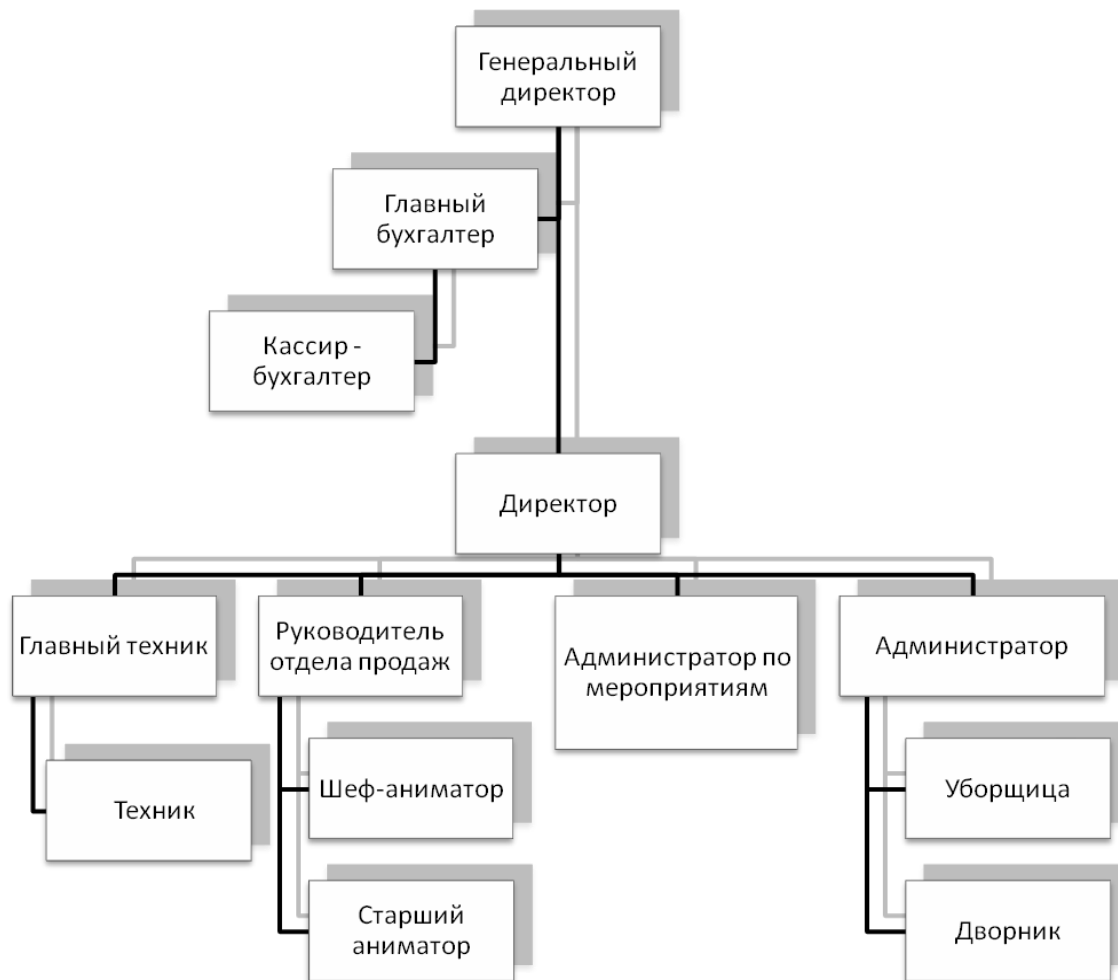 Генеральный
директор
Главный
бухгалтер
Кассир -
бухгалтер
Директор
Главный техник
Руководитель
отдела продаж
Администратор по
мероприятиям
Администратор
Техник
Шеф-аниматор
Уборщица
Старший
аниматор
Дворник